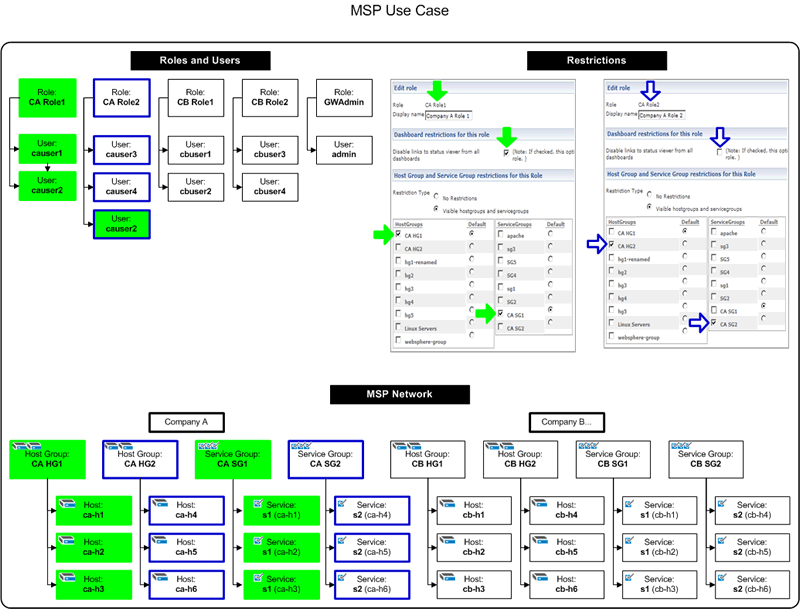 MSP Use Case
Roles and Users
Role:
CA Role1
Role:
CA Role2
Role:
CB Role1
Role:
CB Role2
Role:
GWAdmin
User:
causer1
User:
causer3
User:
cbuser1
User:
cbuser3
User:
admin
User:
causer2
User:
causer4
User:
cbuser2
User:
cbuser4
User:
causer2
Restrictions
Edit role
Role CA Role1
Display name Company A Role 1
Dashboard restrictions for this role
Disable links to status viewer from all
dashboards
(Note: If checked, this opt
role. )
Host Group and Service Group restrictions for this Role
Restriction Type
No Restrictions
Visible hostgroups and servicegroups
HostGroups Default ServiceGroups Default
CA HG1 apache
CA HG2 sg3
hg1-renamed SG5
hg2 SG4
hg3 sg1
hg4 SG2
hg5 CA SG1
Linux Servers CA SG2
websphere-group
Edit role
Role CA Role2
Display name Company A Role 2
Dashboard restrictions for this role
Disable links to status viewer from all
dashboards
(Note: If checked, this opt
role. )
Host Group and Service Group restrictions for this Role
Restriction Type
No Restrictions
Visible hostgroups and servicegroups
HostGroups Default ServiceGroups Default
CA HG1 apache
CA HG2 sg3
hg1-renamed SG5
hg2 SG4
hg3 sg1
hg4 SG2
hg5 CA SG1
Linux Servers CA SG2
websphere-group
MSP Network
Company A
Company B...
Host Group:
CA HG1
Host Group:
CA HG2
Service Group:
CA SG1
Service Group:
CA SG2
Host Group:
CB HG1
Host Group:
CB HG2
Service Group:
CB SG1
Service Group:
CB SG2
Host:
ca-h1
Host:
ca-h4
Service:
s1 (ca-h1)
Service:
s2 (ca-h4)
Host:
cb-h1
Host:
cb-h4
Service:
s1 (cb-h1)
Service:
s2 (cb-h4)
Host:
ca-h2
Host:
ca-h5
Service:
s1 (ca-h2)
Service:
s2 (ca-h5)
Host:
cb-h2
Host:
cb-h5
Service:
s1 (cb-h2)
Service:
s2 (cb-h5)
Host:
ca-h3
Host:
ca-h6
Service:
s1 (ca-h3)
Service:
s2 (ca-h6)
Host:
cb-h3
Host:
cb-h6
Service:
s1 (cb-h3)
Service:
s2 (cb-h6)